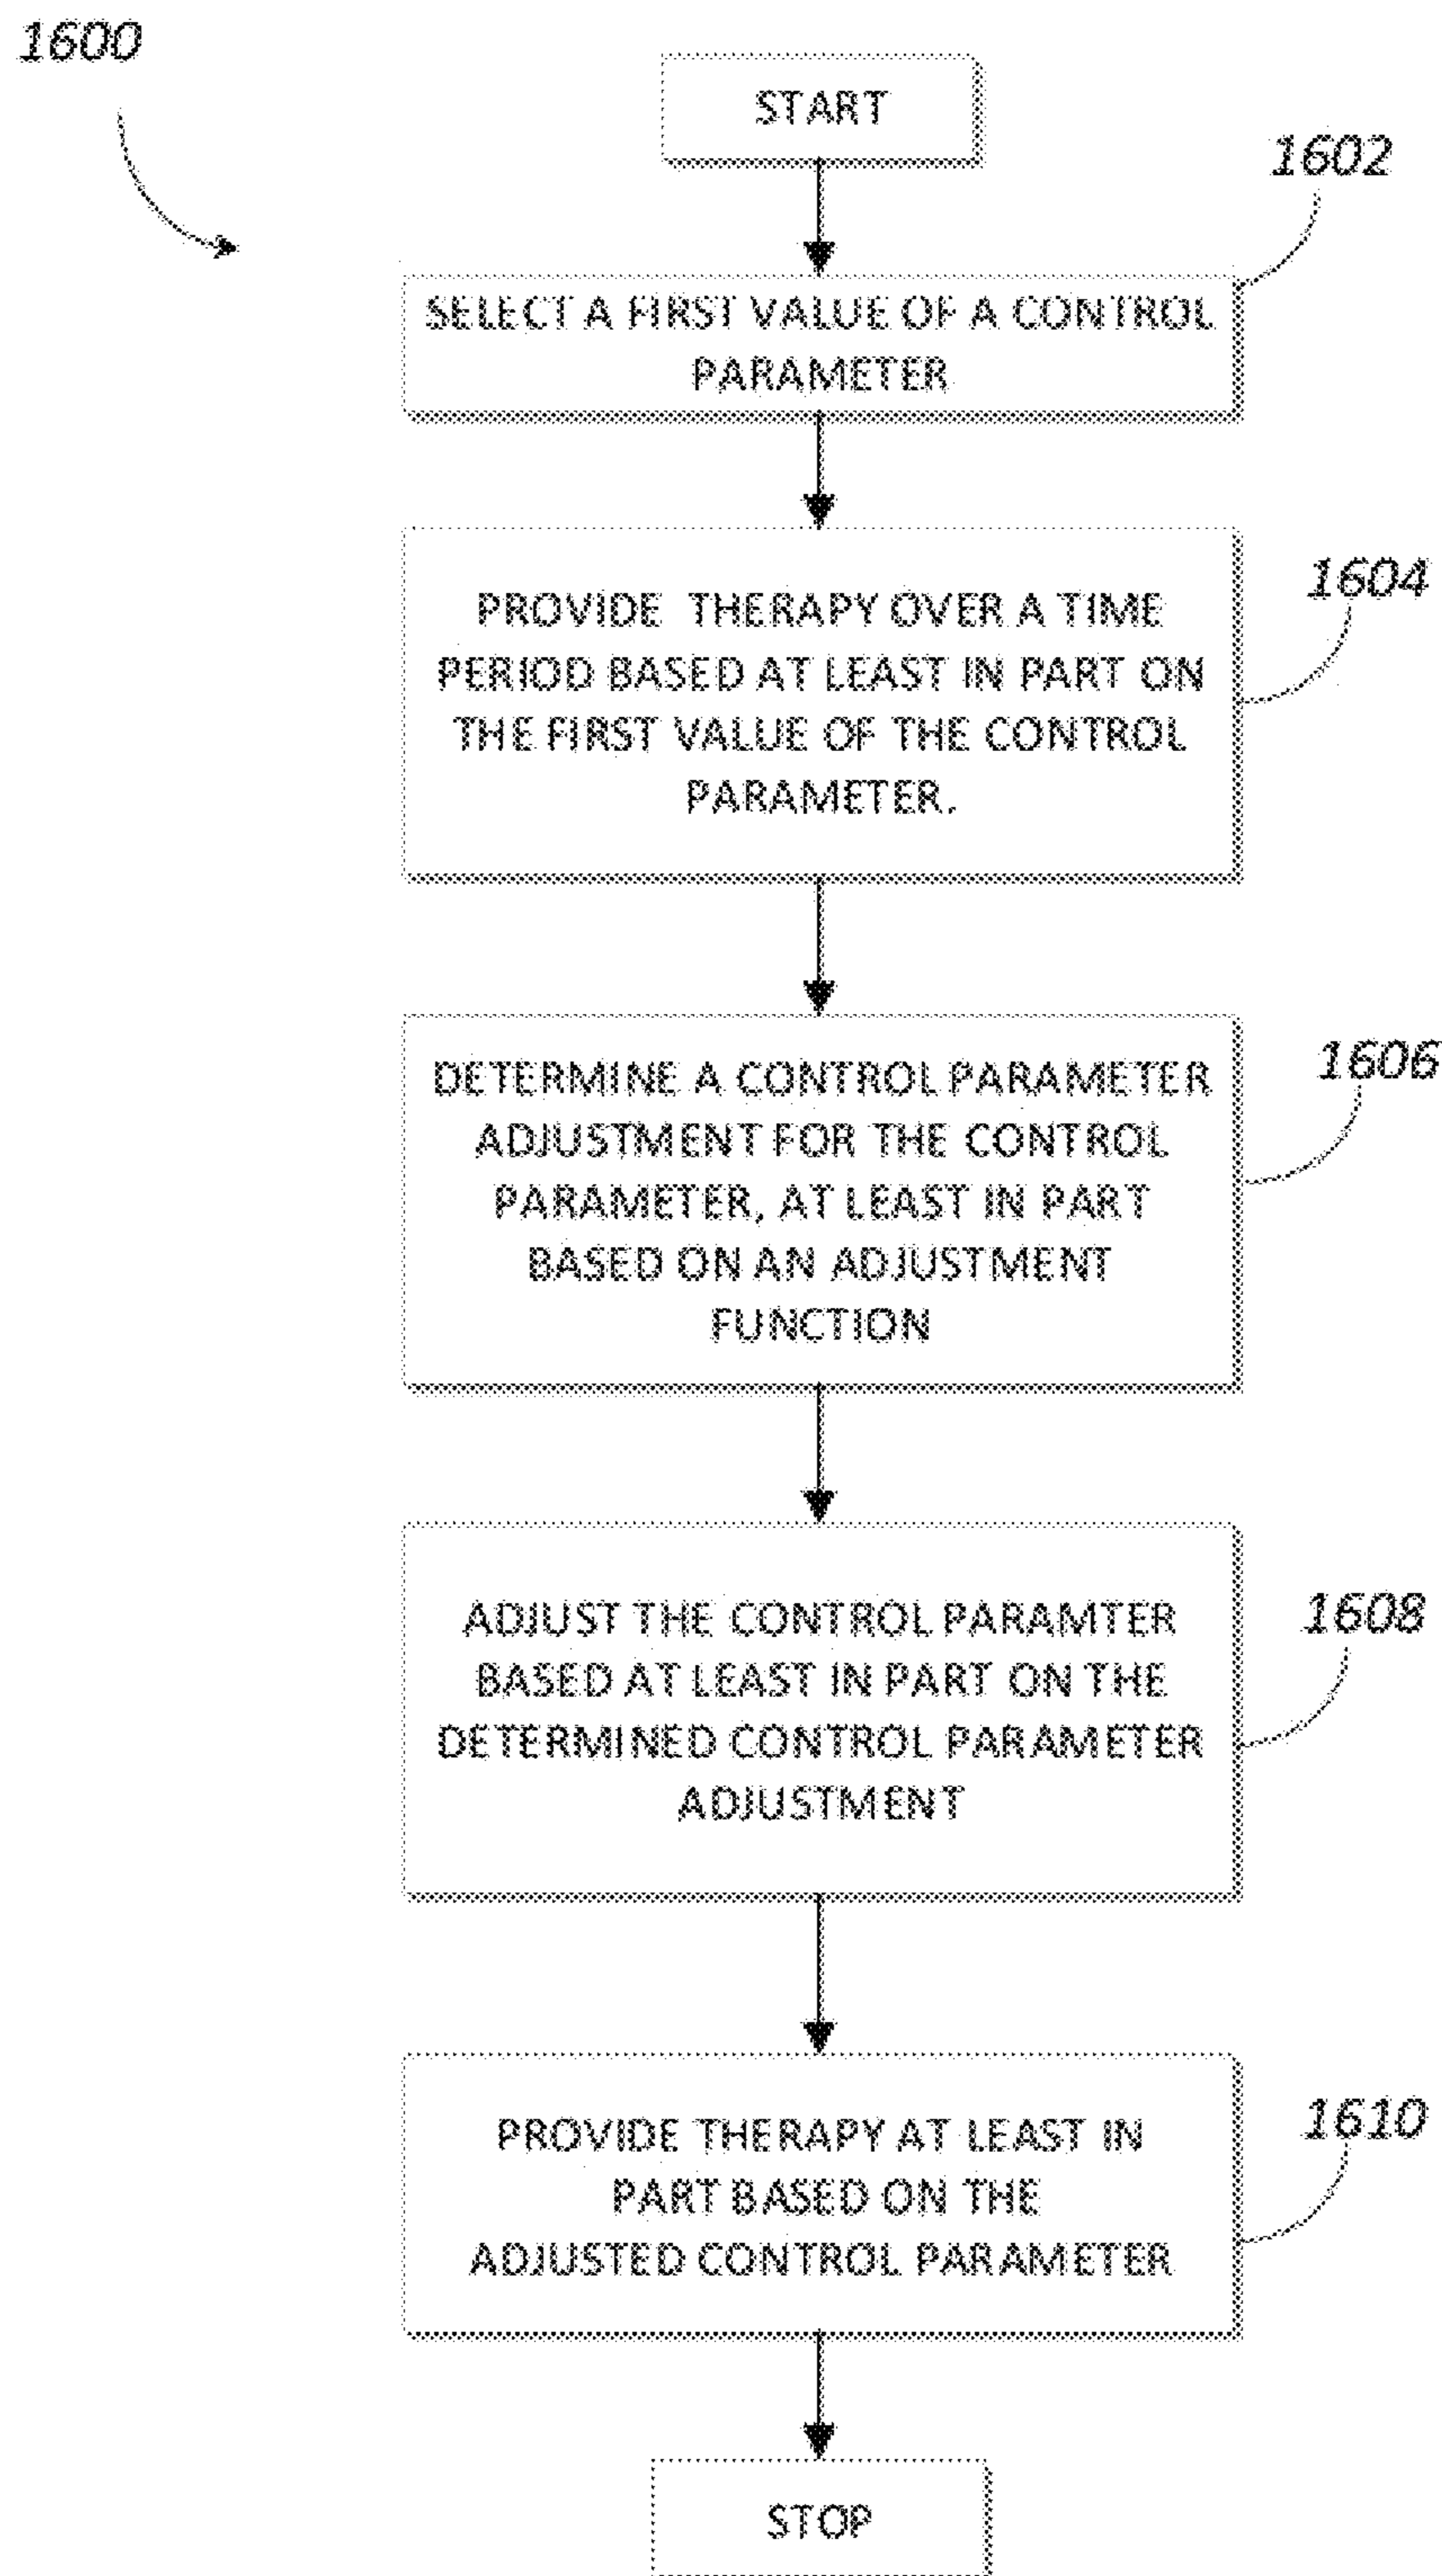 1600
START
1602
SELECT A FIRST VALUE OF A CONTROL
PARAMETER
1604
PROVIDE THERAPY OVER A TIME
PERIOD BASED AT LEAST IN PART ON
THE FIRST VALUE OF THE CONTROL
PARAMETER.
1606
DETERMINE A CONTROL PARAMETER
ADJUSTMENT FOR THE CONTROL
PARAMETER, AT LEAST IN PART
BASED ON AN ADJUSTMENT
FUNCTION
1608
ADJUST THE CONTROL PARAMTER
BASED AT LEAST IN PART ON THE
DETERMINED CONTROL PARAMETER
ADJUSTMENT
1610
PROVIDE THERAPY AT LEAST IN
PART BASED ON THE
ADJUSTED CONTROL PARAMETER
STOP